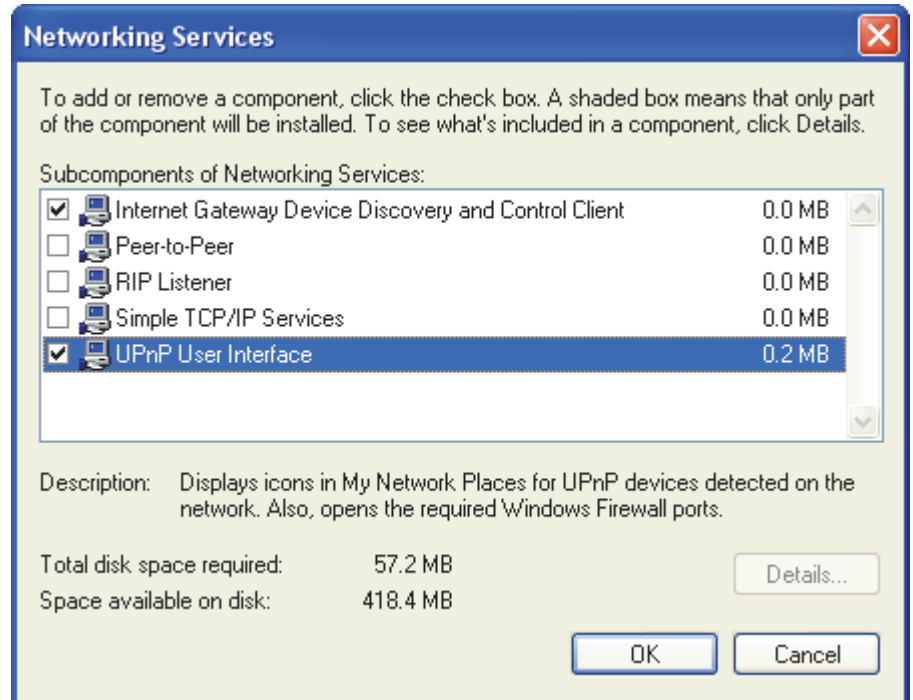 Networking Services
To add or remove a component, click the check box. A shaded box means that only part
of the component will be installed. To see what's included in a component, click Details.
Subcomponents of Networking Services:
Internet Gateway Device Discovery and Control Client 0.0 MB
Peer-to-Peer 0.0 MB
RIP Listener 0.0 MB
Simple TCP/IP Services 0.0 MB
UPnP User Interface 0.2 MB
Description: Displays icons in My Network Places for UPnP devices detected on the
network. Also, opens the required Windows Firewall ports.
Total disk space required: 57.2 MB
Details...
Space available on disk: 418.4 MB
OK Cancel